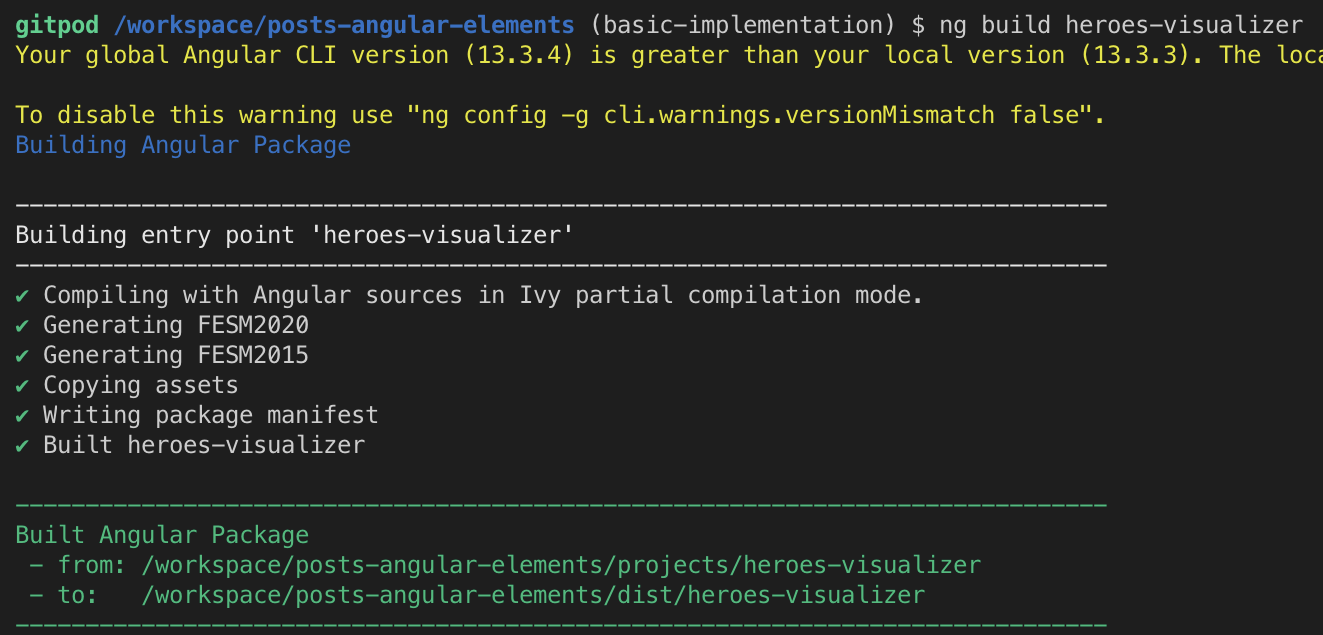 gitpod /workspace/posts-angular-elements (basic-implementation) $ ng build heroes-visualizer
Your global Angular CLI version (13.3.4) is greater than your local version (13.3.3). The
To disable this warning use "ng config -g cli.warnings.versionMismatch false".
Building Angular Package
------------------------------------------------------------------------------
Building entry point 'heroes-visualizer'
------------------------------------------------------------------------------
✔ Compiling with Angular sources in Ivy partial compilation mode.
✔ Generating FESM2020
✔ Generating FESM2015
✔ Copying assets
✔ Writing package manifest
✔ Built heroes-visualizer
------------------------------------------------------------------------------
Built Angular Package
 - from: /workspace/posts-angular-elements/projects/heroes-visualizer
 - to:   /workspace/posts-angular-elements/dist/heroes-visualizer
------------------------------------------------------------------------------